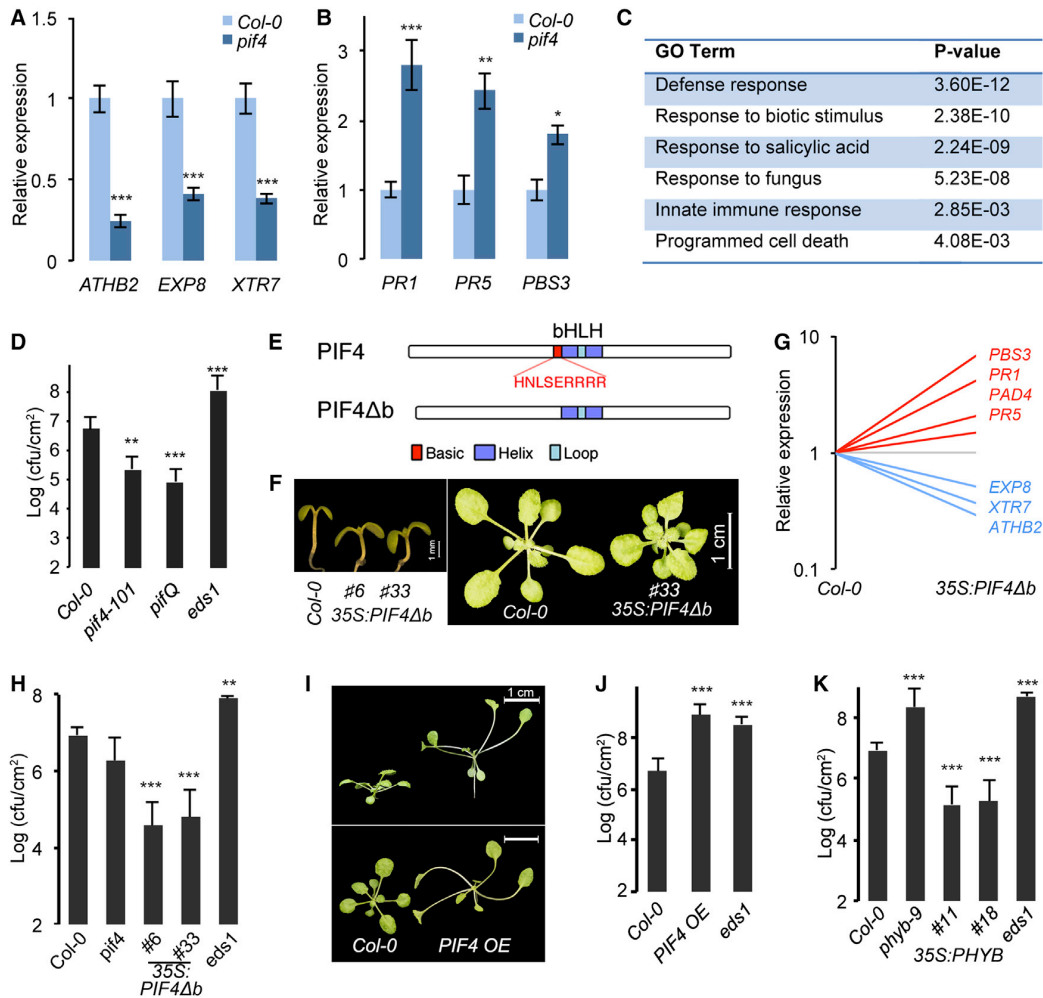 A
1.5
1
0.5
0
Relative expression
Col-0
pif4
***
***
***
ATHB2 EXP8 XTR7
B
3
2
1
0
Relative expression
Col-0
pif4
***
**
*
PR1 PR5 PBS3
C
GO Term P-value
Defense response 3.60E-12
Response to biotic stimulus 2.38E-10
Response to salicylic acid 2.24E-09
Response to fungus 5.23E-08
Innate immune response 2.85E-03
Programmed cell death 4.08E-03
D
8
7
6
5
4
3
2
Log (cfu/cm2)
**
***
***
Col-0 pif4-101 pifQ eds1
E
bHLH
PIF4
HNLSERRRR
PIF4Δb
Basic Helix Loop
F
1 mm
Col-0
#6 #33
35S:PIF4Δb
Col-0
#33
35S:PIF4Δb
1 cm
G
10
1
0.1
Relative expression
PBS3
PR1
PAD4
PR5
EXP8
XTR7
ATHB2
Col-0 35S:PIF4Δb
H
8
6
4
2
Log (cfu/cm2)
***
***
**
Col-0 pif4 #6 #33 eds1
35S:
PIF4Δb
I
1 cm
Col-0 PIF4 OE
J
8
6
4
2
Log (cfu/cm2)
***
***
Col-0 PIF4 OE eds1
K
8
6
4
2
Log (cfu/cm2)
***
***
***
***
Col-0 phyb-9 #11 #18 eds1
35S:PHYB